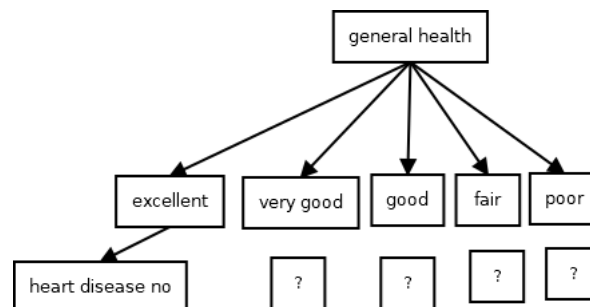 general health
excellent
very good
good
fair
poor
heart disease no
?
?
?
?